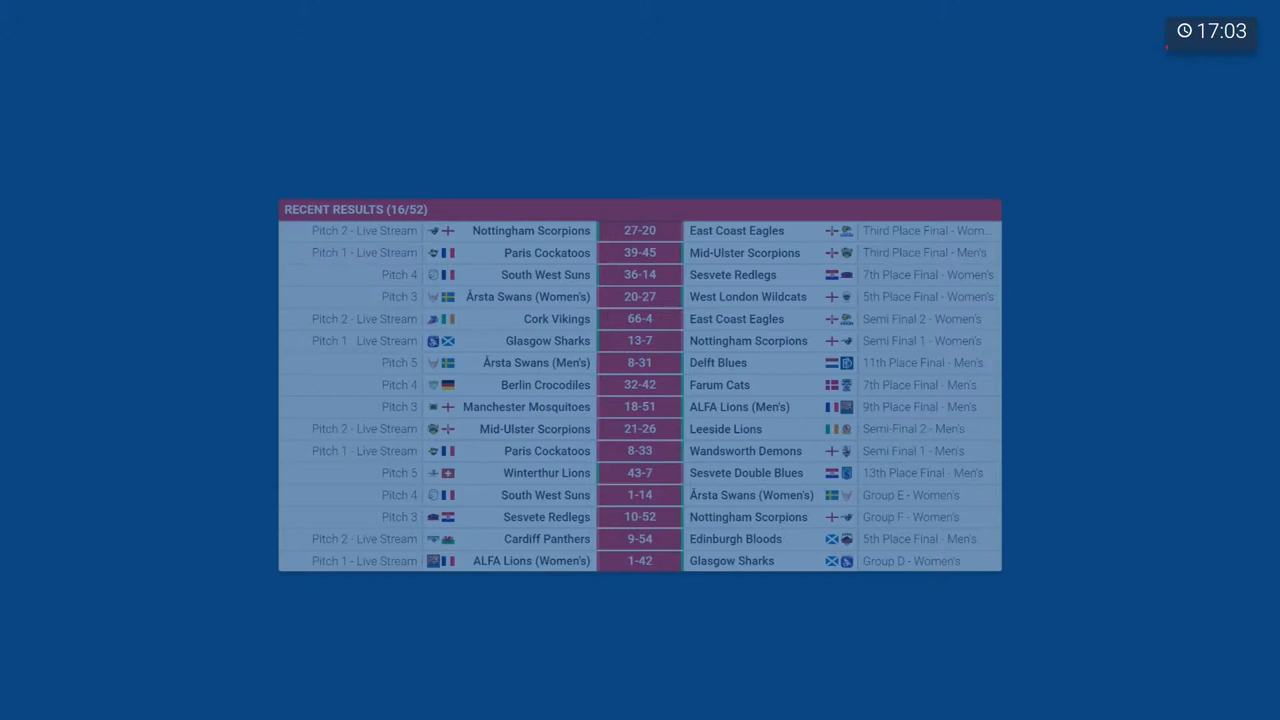 17:03
RECENT RESULTS (16/52)
Pitch 2 - Live Stream Nottingham Scorpions 27-20 East Coast Eagles Third Place Final - Wom...
Pitch 1 - Live Stream Paris Cockatoos 39-45 Mid-Ulster Scorpions Third Place Final - Men's
Pitch 4 South West Suns 36-14 Sesvete Redlegs 7th Place Final - Women's
Pitch 3 Årsta Swans (Women's) 20-27 West London Wildcats 5th Place Final - Women's
Pitch 2 - Live Stream Cork Vikings 66-4 East Coast Eagles Semi Final 2 - Women's
Pitch 1 - Live Stream Glasgow Sharks 13-7 Nottingham Scorpions Semi Final 1 - Women's
Pitch 5 Årsta Swans (Men's) 8-31 Delft Blues 11th Place Final - Men's
Pitch 4 Berlin Crocodiles 32-42 Farum Cats 7th Place Final - Men's
Pitch 3 Manchester Mosquitoes 18-51 ALFA Lions (Men's) 9th Place Final - Men's
Pitch 2 - Live Stream Mid-Ulster Scorpions 21-26 Leeside Lions Semi-Final 2 - Men's
Pitch 1 - Live Stream Paris Cockatoos 8-33 Wandsworth Demons Semi Final 1 - Men's
Pitch 5 Winterthur Lions 43-7 Sesvete Double Blues 13th Place Final - Men's
Pitch 4 South West Suns 1-14 Årsta Swans (Women's) Group E - Women's
Pitch 3 Sesvete Redlegs 10-52 Nottingham Scorpions Group F - Women's
Pitch 2 - Live Stream Cardiff Panthers 9-54 Edinburgh Bloods 5th Place Final - Men's
Pitch 1 - Live Stream ALFA Lions (Women's) 1-42 Glasgow Sharks Group D - Women's